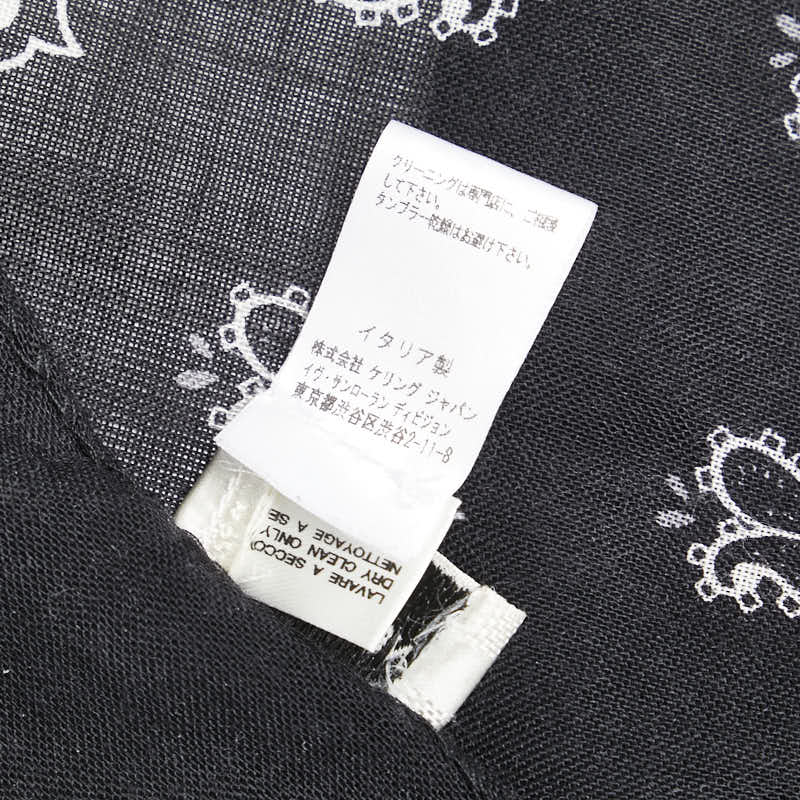 クリーニングは専門店に、ご相談
して下さい。
タンブラー乾燥はお避け下さい。
イタリア製
株式会社 ケリング ジャパン
イヴ・サンローラン ディビジョン
東京都渋谷区渋谷2-11-8
LAVARE A SECCO
DRY CLEAN ONLY
NETTOYAGE A SE